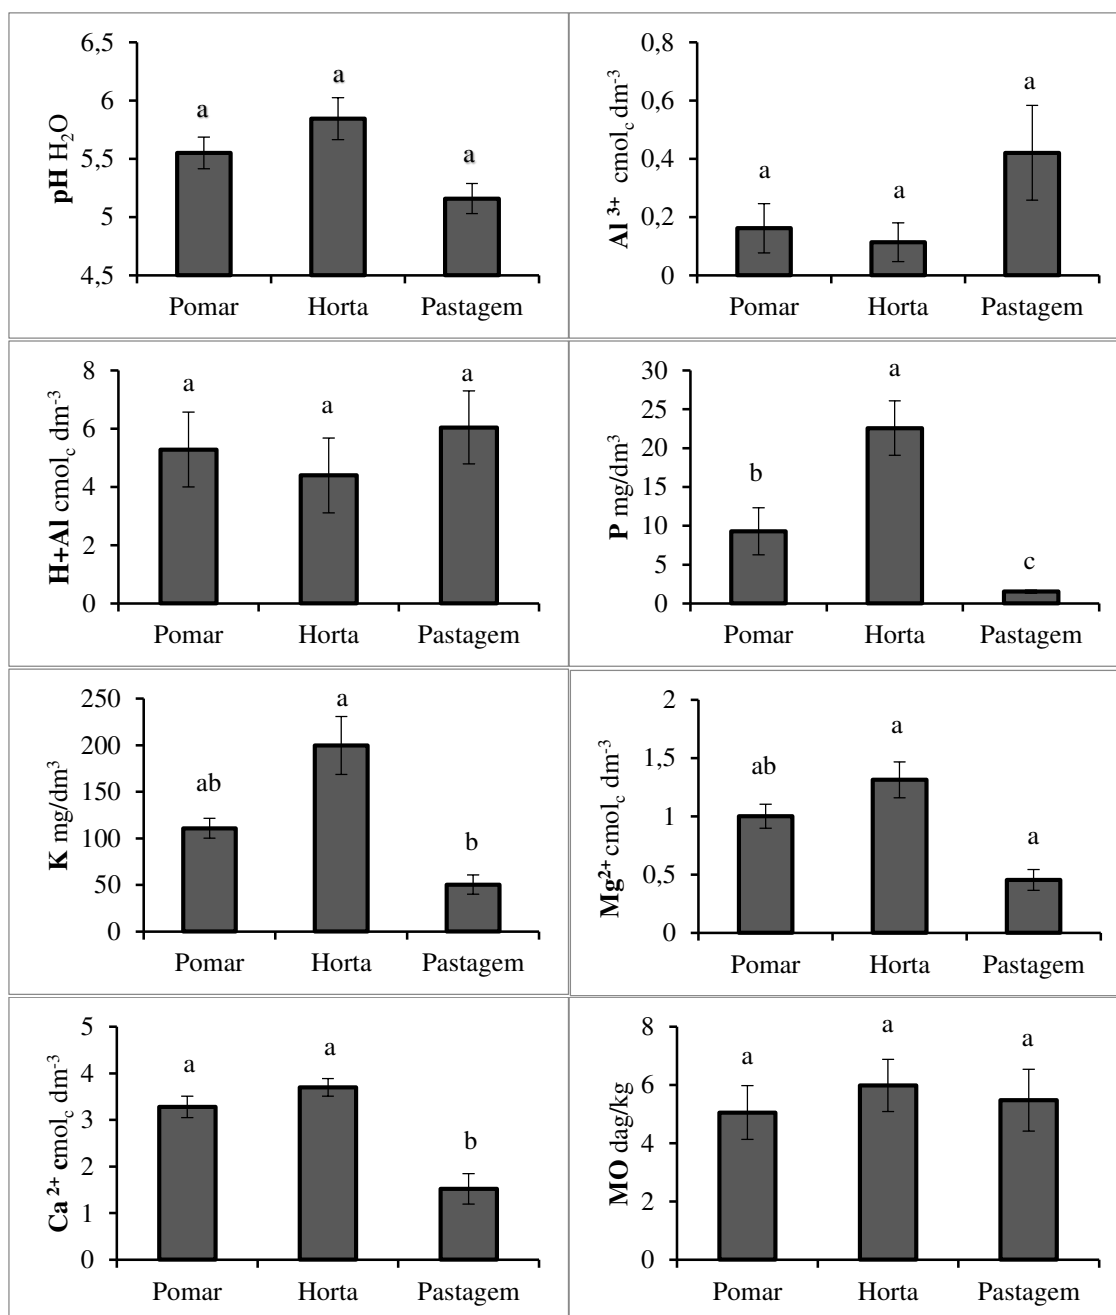 6,5
6
5,5
5
4,5
pH H₂O
a
a
a
Pomar Horta Pastagem
0,8
0,6
0,4
0,2
0
Al ³⁺ cmol꜀ dm⁻³
a
a
a
Pomar Horta Pastagem
8
6
4
2
0
H+Al cmol꜀ dm⁻³
a
a
a
Pomar Horta Pastagem
30
25
20
15
10
5
0
P mg/dm³
b
a
c
Pomar Horta Pastagem
250
200
150
100
50
0
K mg/dm³
ab
a
b
Pomar Horta Pastagem
2
1,5
1
0,5
0
Mg²⁺ cmol꜀ dm⁻³
ab
a
a
Pomar Horta Pastagem
5
4
3
2
1
0
Ca ²⁺ cmol꜀ dm⁻³
a
a
b
Pomar Horta Pastagem
8
6
4
2
0
MO dag/kg
a
a
a
Pomar Horta Pastagem